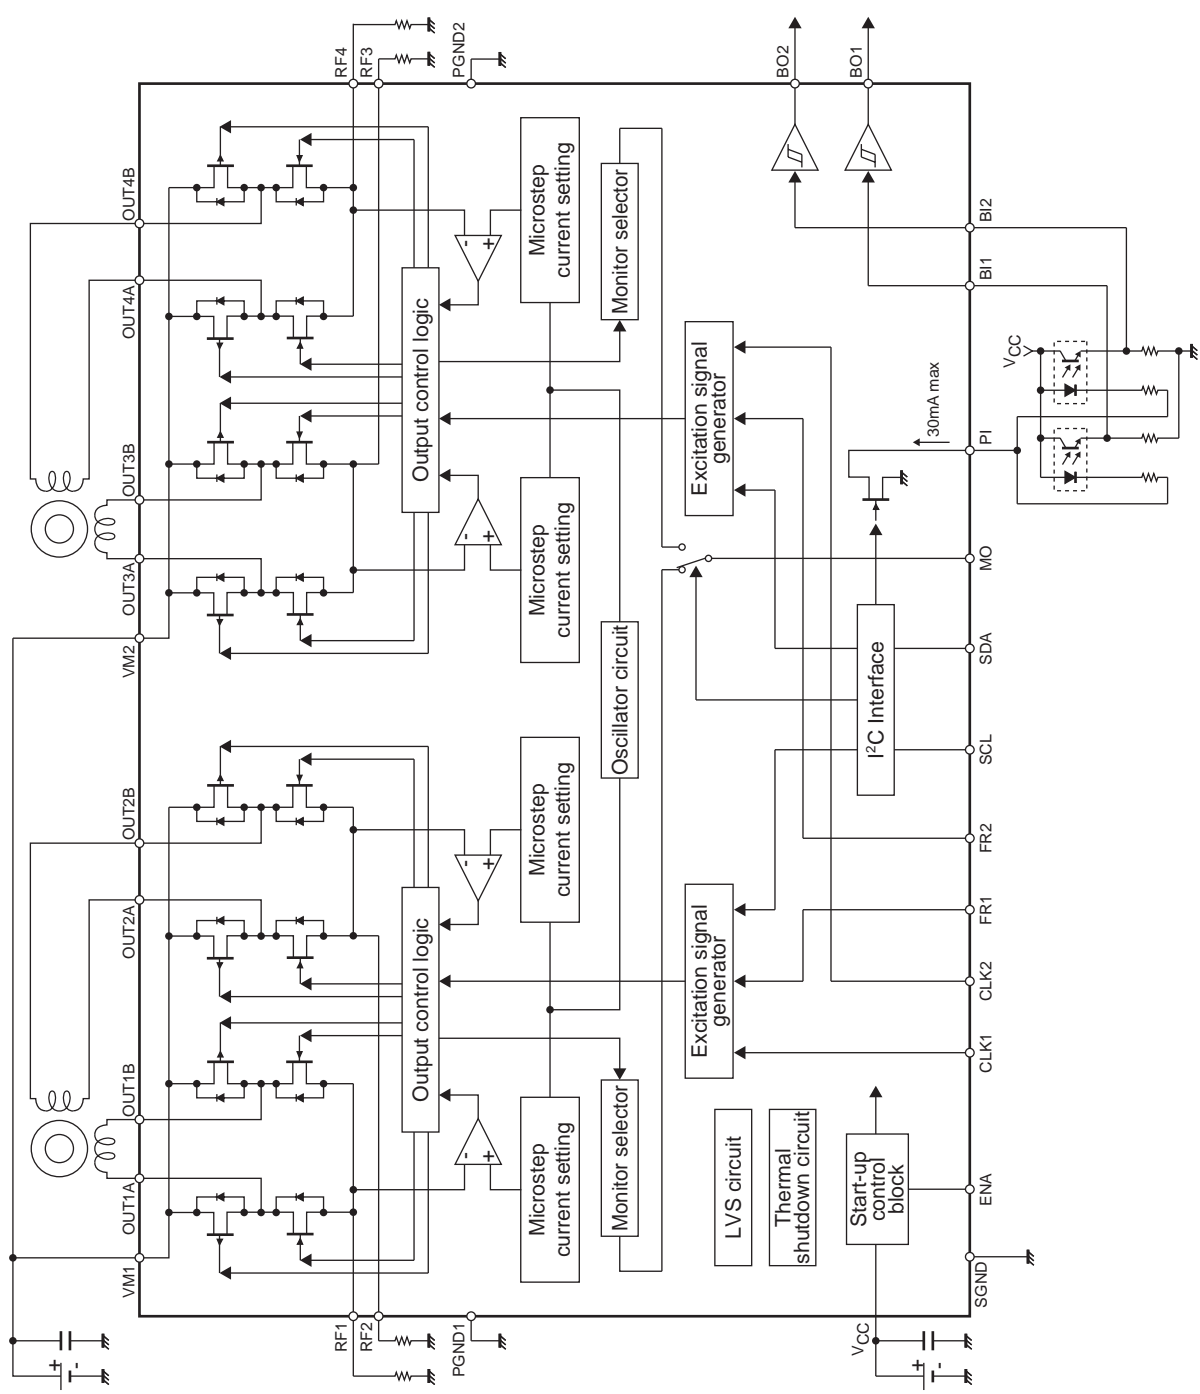 RF4
RF3
PGND2
BO2
BO1
OUT4B
OUT4A
OUT3B
OUT3A
VM2
OUT2B
OUT2A
OUT1B
OUT1A
VM1
Output control logic
-
+
-
+
Microstep
current setting
Microstep
current setting
Monitor selector
Oscillator circuit
Excitation signal
generator
I²C Interface
BI2
BI1
VCC
30mA max
PI
MO
SDA
SCL
FR2
FR1
CLK2
CLK1
ENA
SGND
Output control logic
-
+
-
+
Microstep
current setting
Microstep
current setting
Monitor selector
Excitation signal
generator
LVS circuit
Thermal
shutdown circuit
Start-up
control
block
RF1
RF2
PGND1
VCC
+
-
+
-